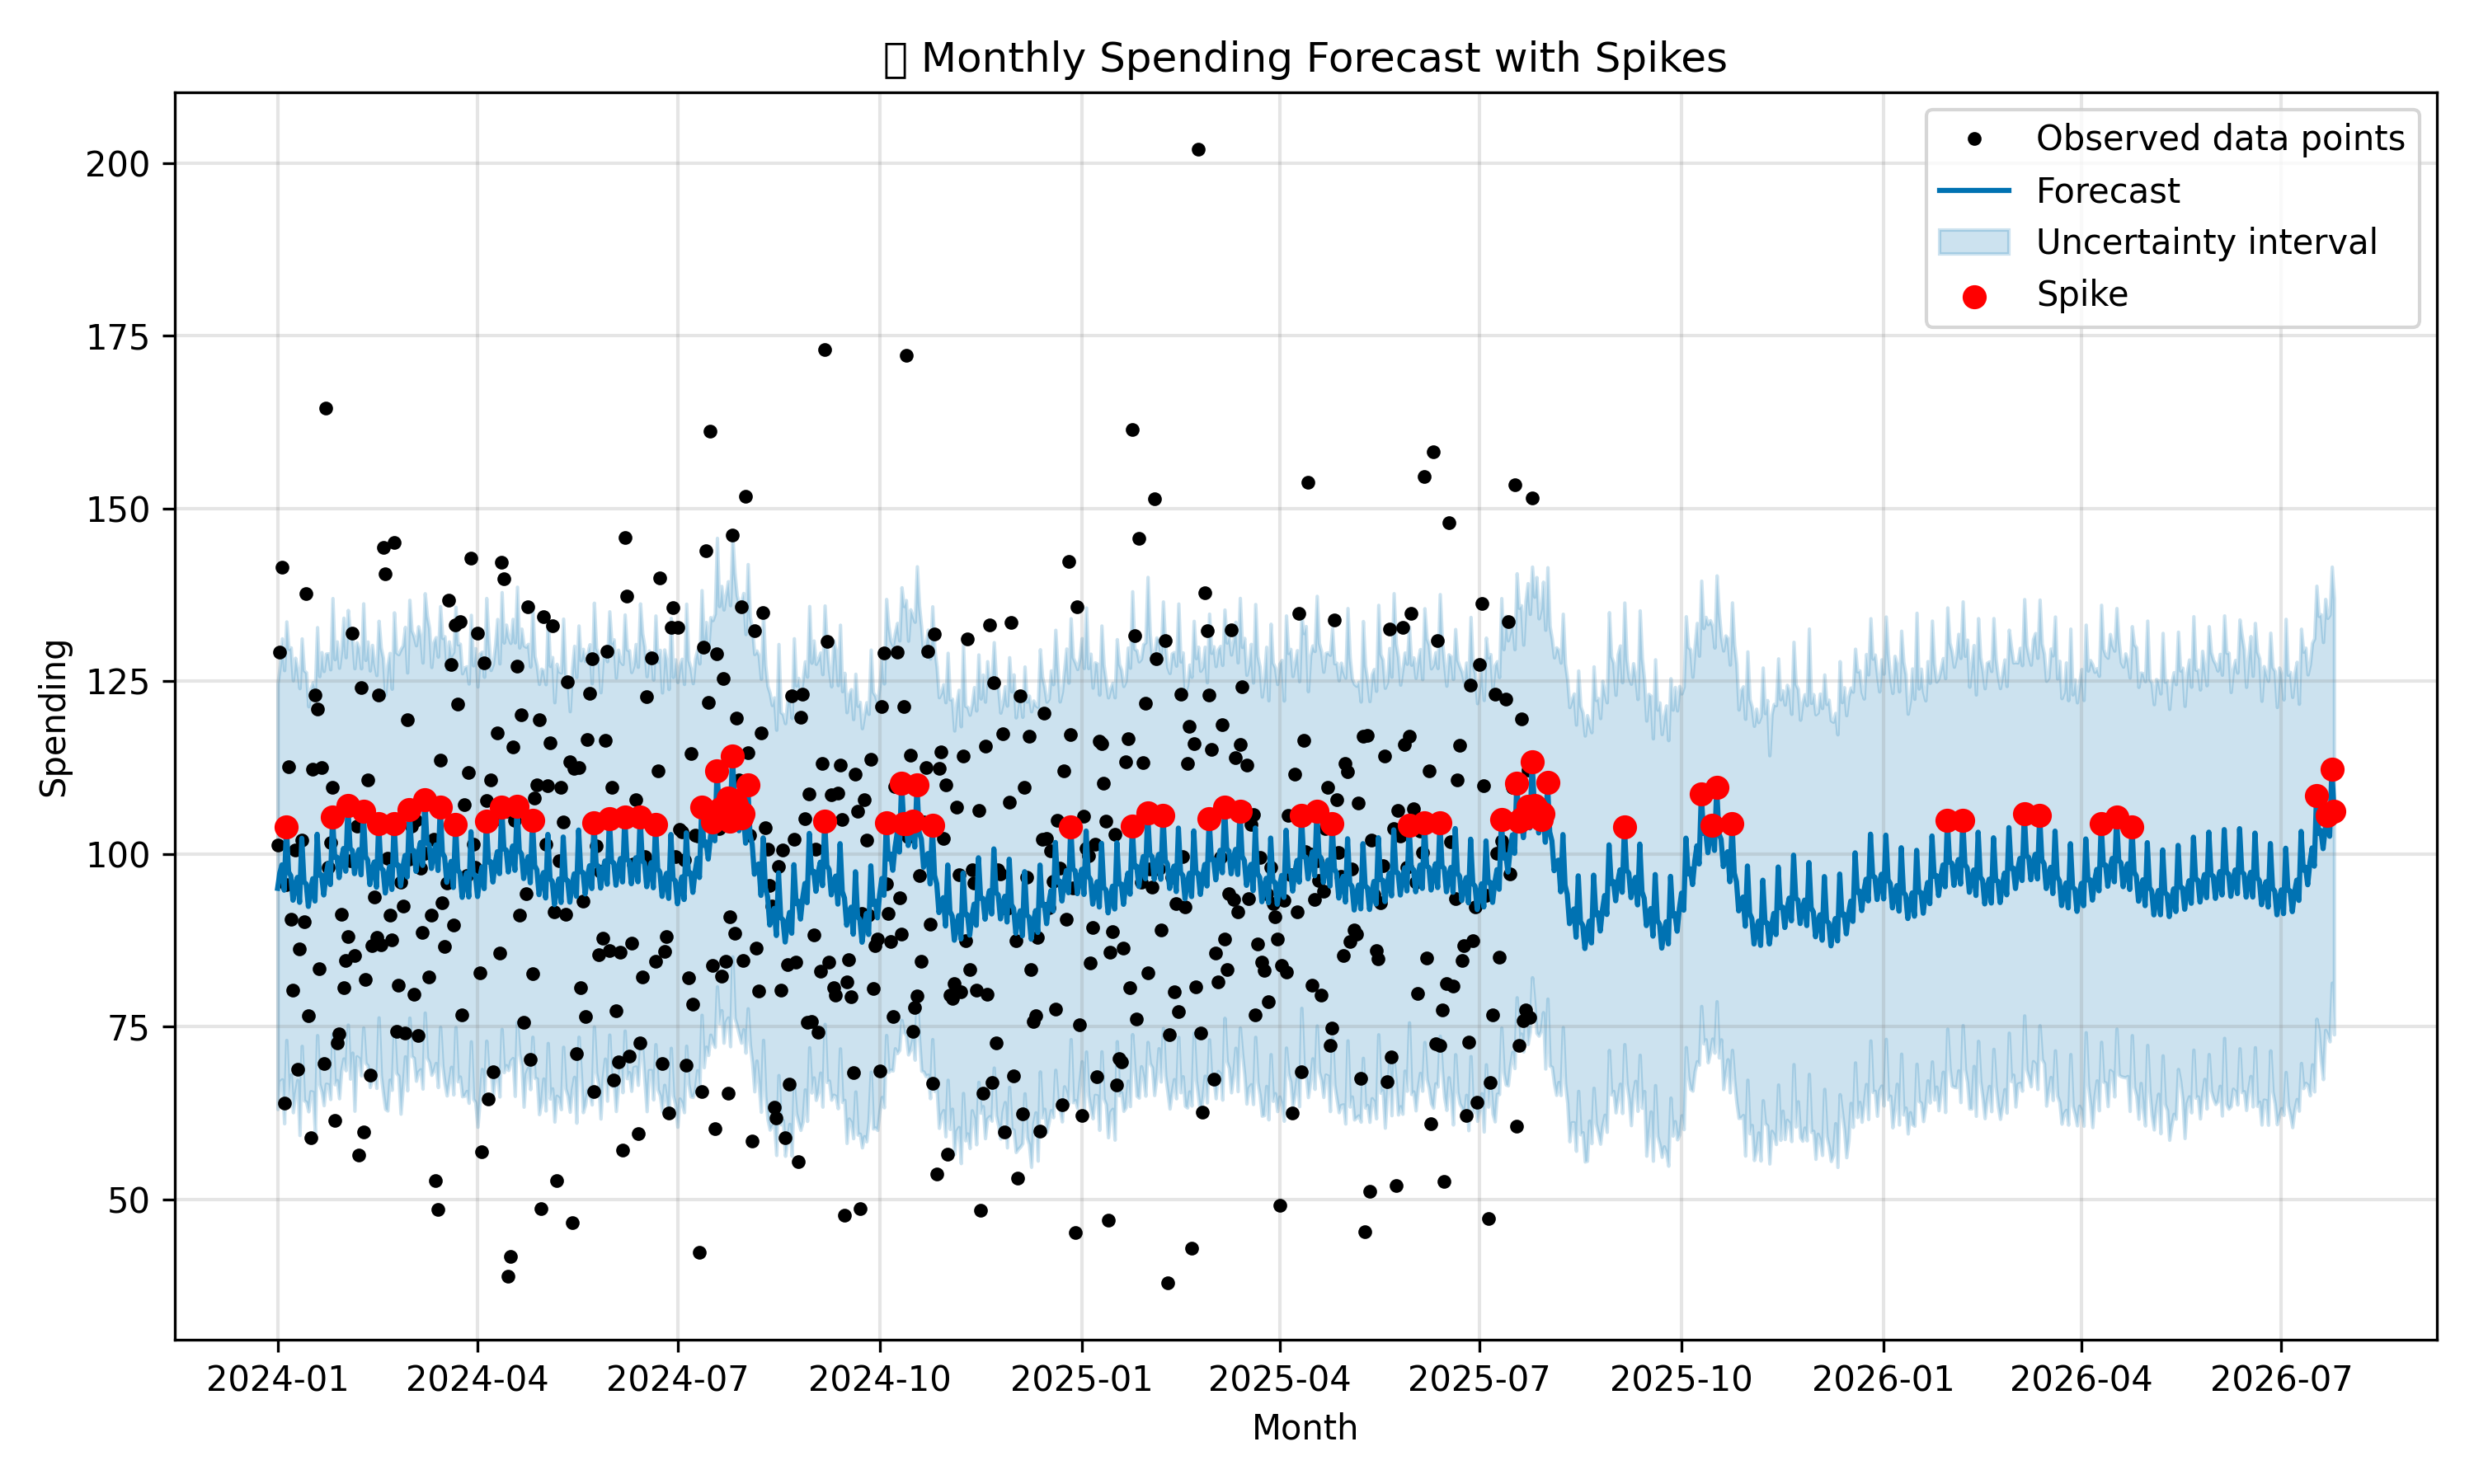 Monthly Spending Forecast with Spikes
Observed data points
Forecast
Uncertainty interval
Spike
200
175
150
125
100
75
50
Spending
2024-01 2024-04 2024-07 2024-10 2025-01 2025-04 2025-07 2025-10 2026-01 2026-04 2026-07
Month